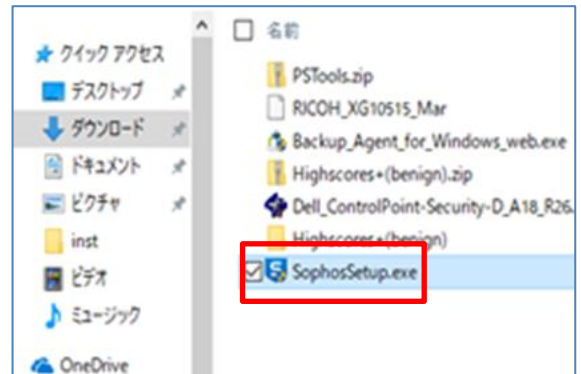 クイック アクセス
デスクトップ
ダウンロード
ドキュメント
ピクチャ
inst
ビデオ
ミュージック
OneDrive
名前
PSTools.zip
RICOH_XG10515_Mar
Backup_Agent_for_Windows_web.exe
Highscores+(benign).zip
Dell_ControlPoint-Security-D_A18_R26.
Highscores+(benign)
SophosSetup.exe